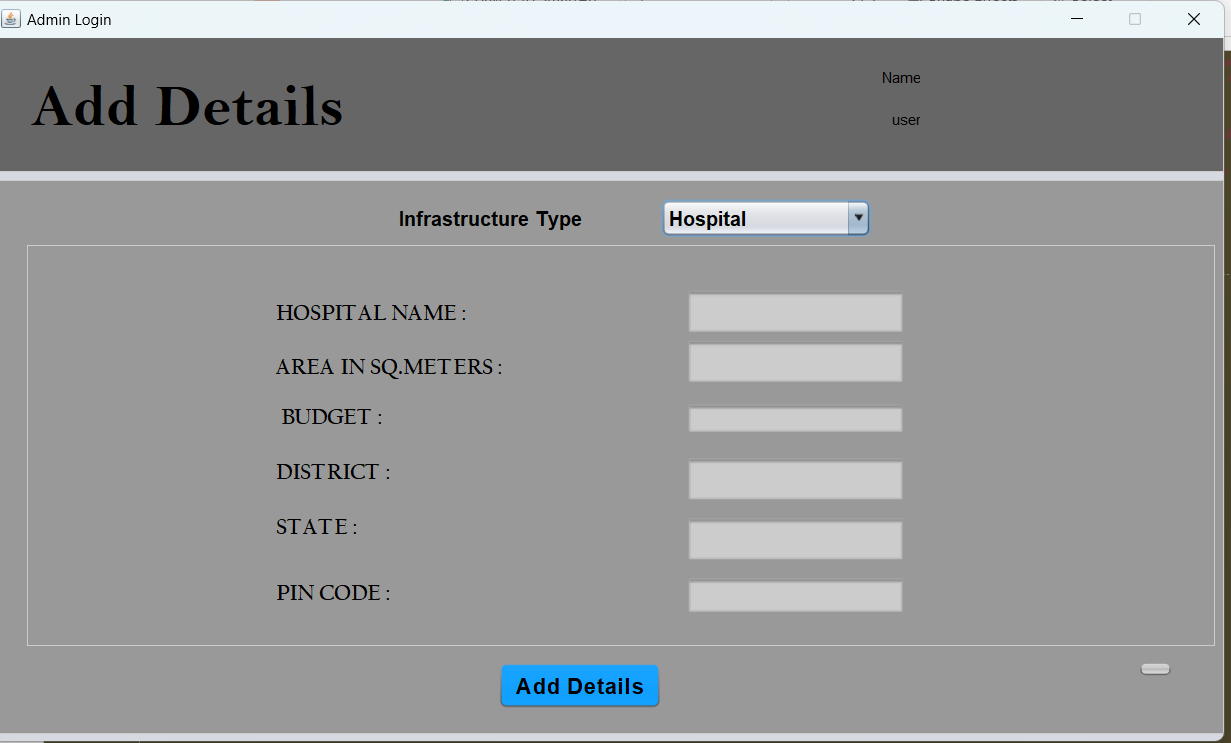 Admin Login
Add Details
Name
user
Infrastructure Type
Hospital
HOSPITAL NAME :
AREA IN SQ.METERS :
BUDGET :
DISTRICT :
STATE :
PIN CODE :
Add Details